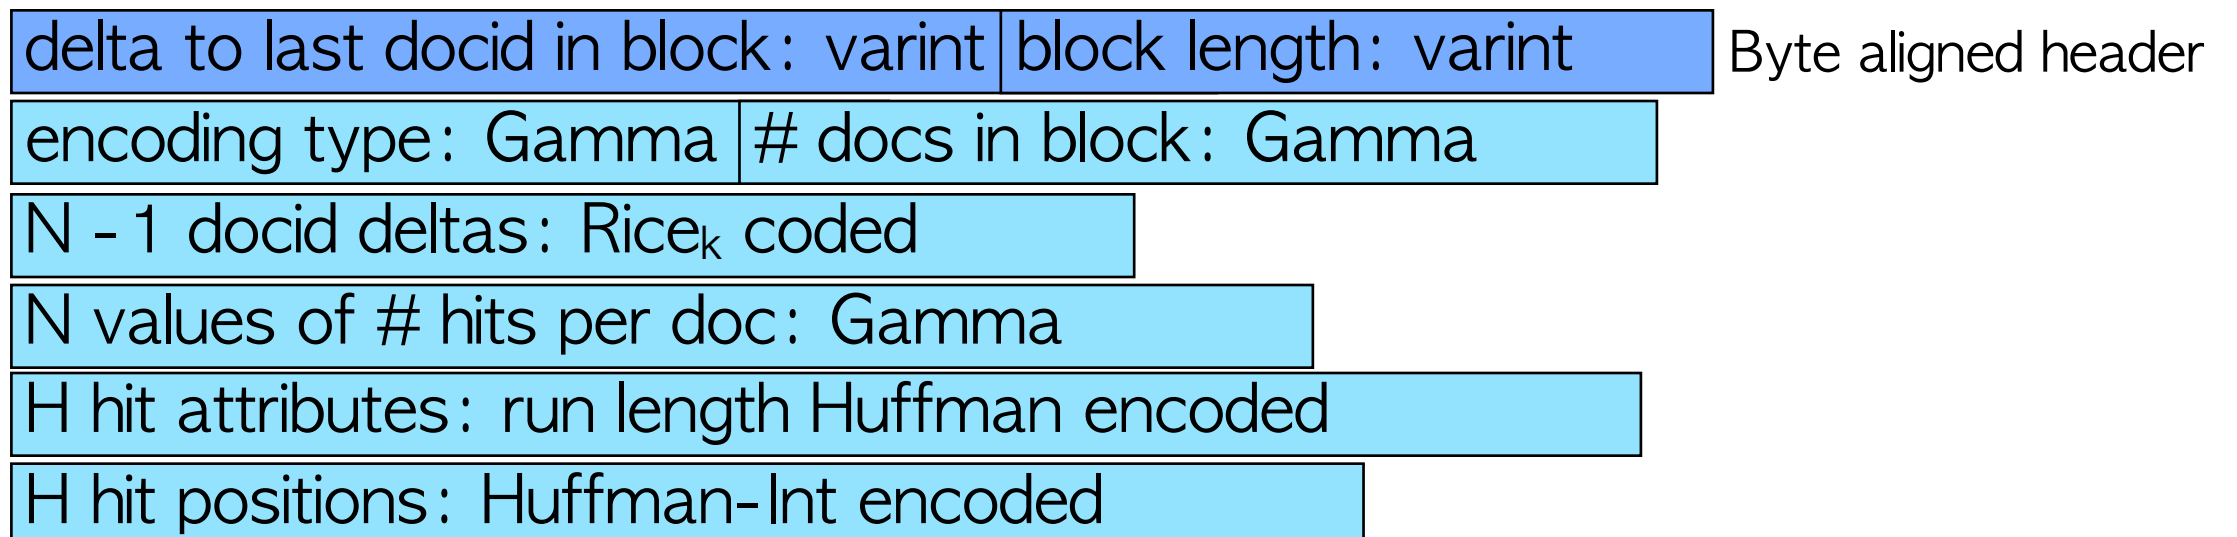 delta to last docid in block: varint block length: varint Byte aligned header
encoding type: Gamma # docs in block: Gamma
N - 1 docid deltas: Ricek coded
N values of # hits per doc: Gamma
H hit attributes: run length Huffman encoded
H hit positions: Huffman-Int encoded